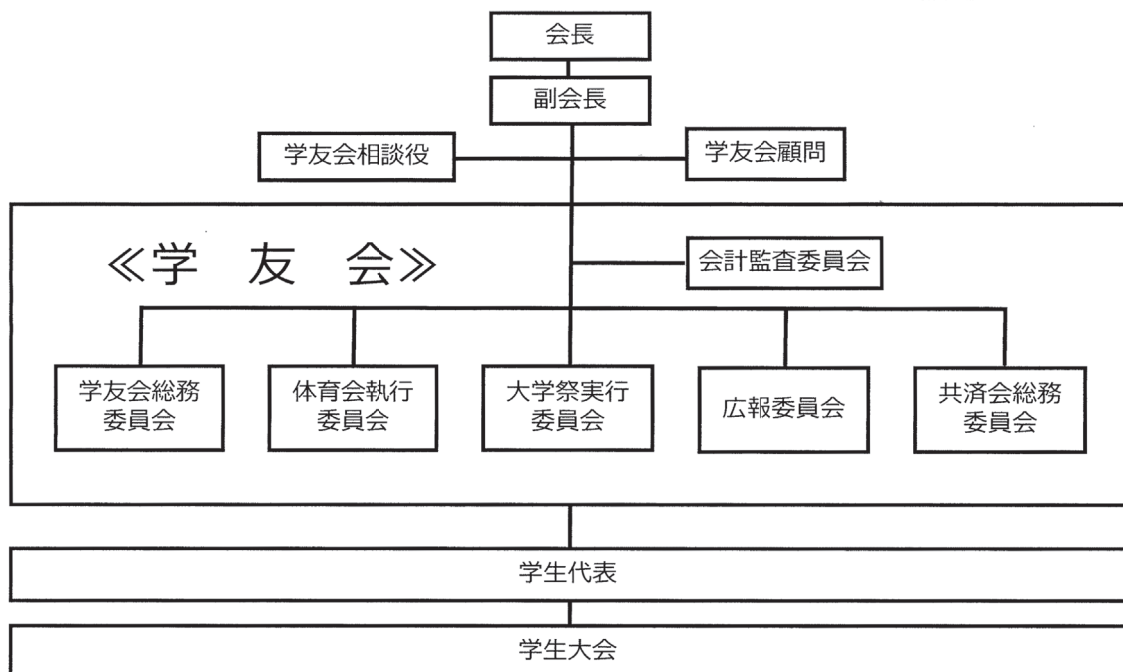 会長
副会長
学友会相談役
学友会顧問
≪学　友　会≫
会計監査委員会
学友会総務
委員会
体育会執行
委員会
大学祭実行
委員会
広報委員会
共済会総務
委員会
学生代表
学生大会